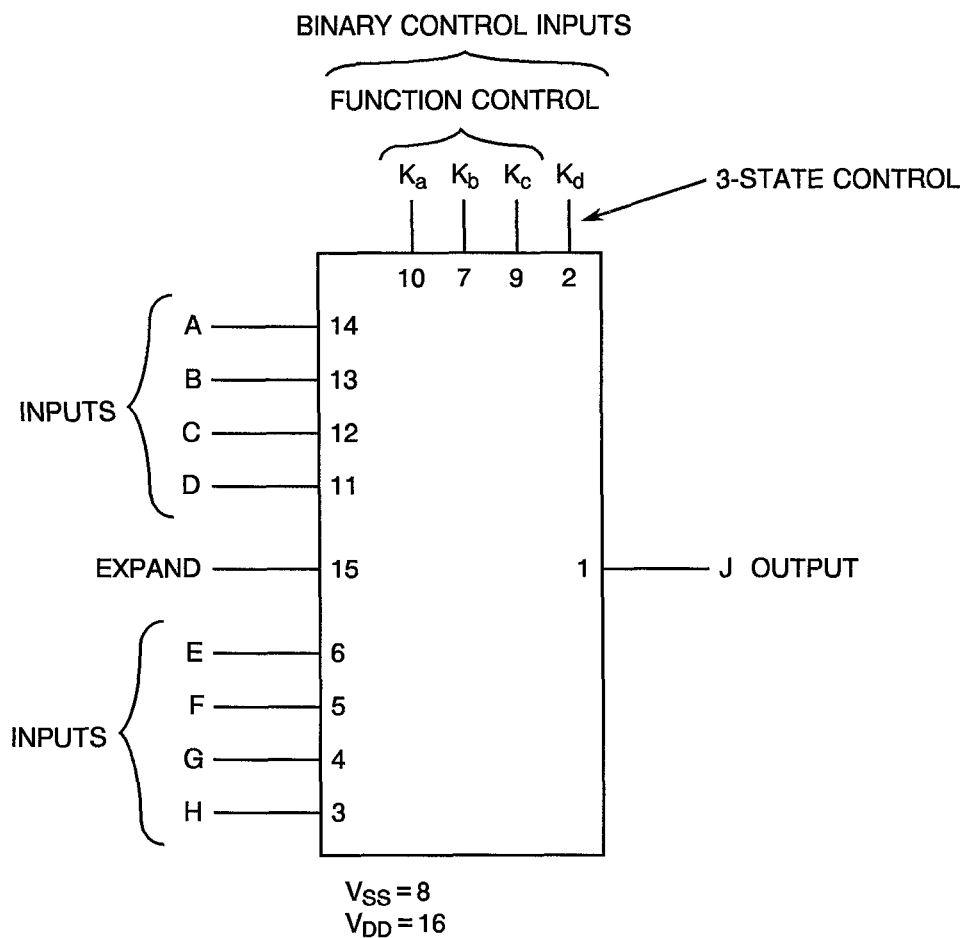 BINARY CONTROL INPUTS
FUNCTION CONTROL
Ka Kb Kc Kd
3-STATE CONTROL
10 7 9 2
A 14
B 13
INPUTS
C 12
D 11
EXPAND 15
1 J OUTPUT
E 6
F 5
INPUTS
G 4
H 3
VSS = 8
VDD = 16